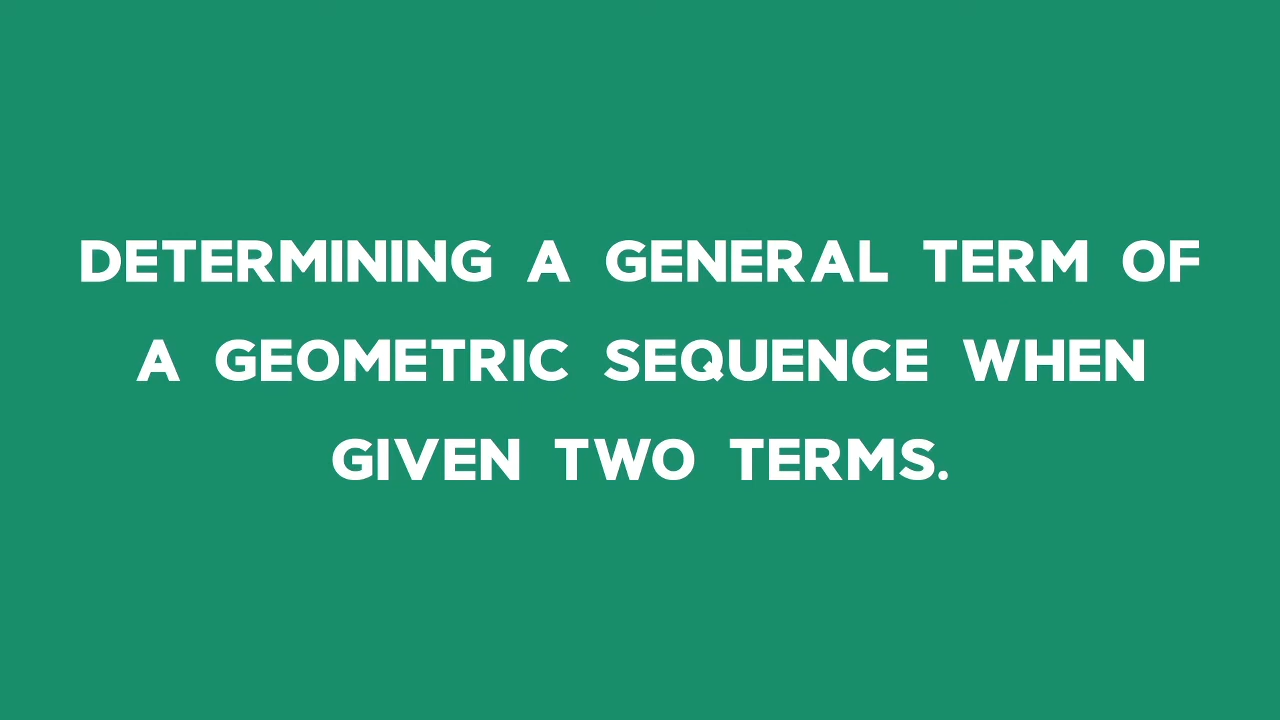 DETERMINING A GENERAL TERM OF
A GEOMETRIC SEQUENCE WHEN
GIVEN TWO TERMS.